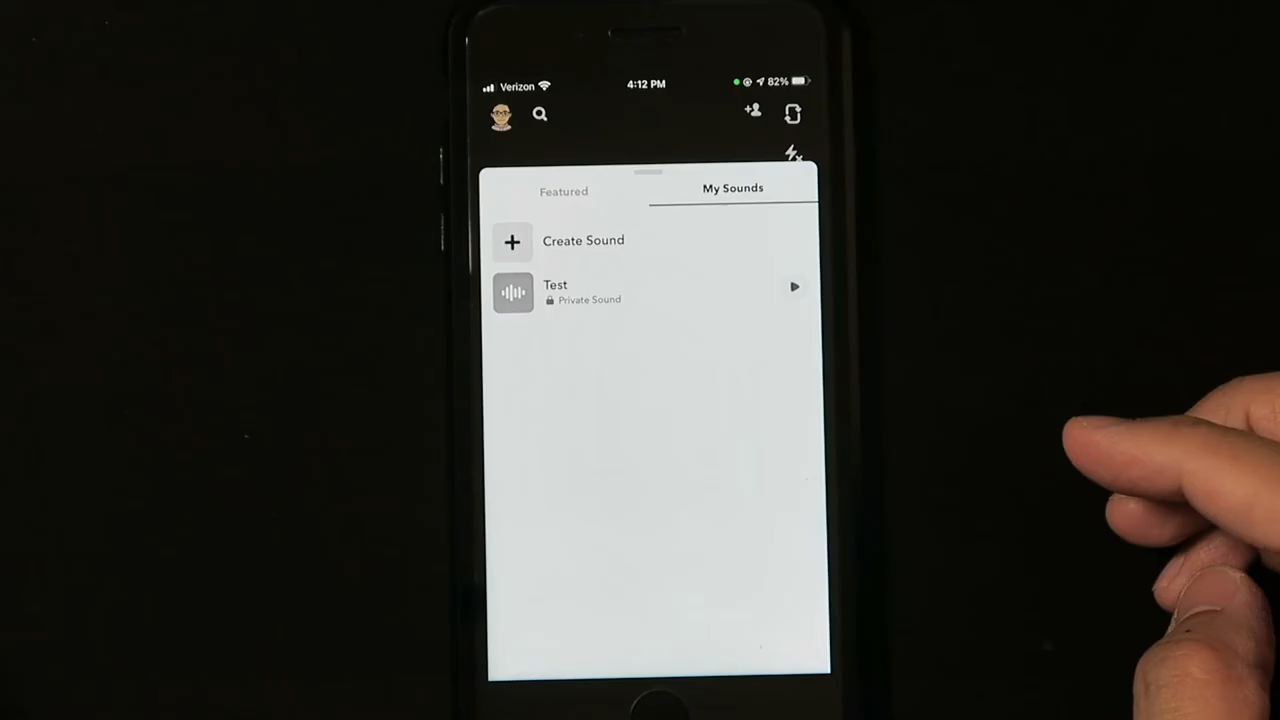 Verizon 4:12 PM 82%
Featured My Sounds
Create Sound
Test
Private Sound